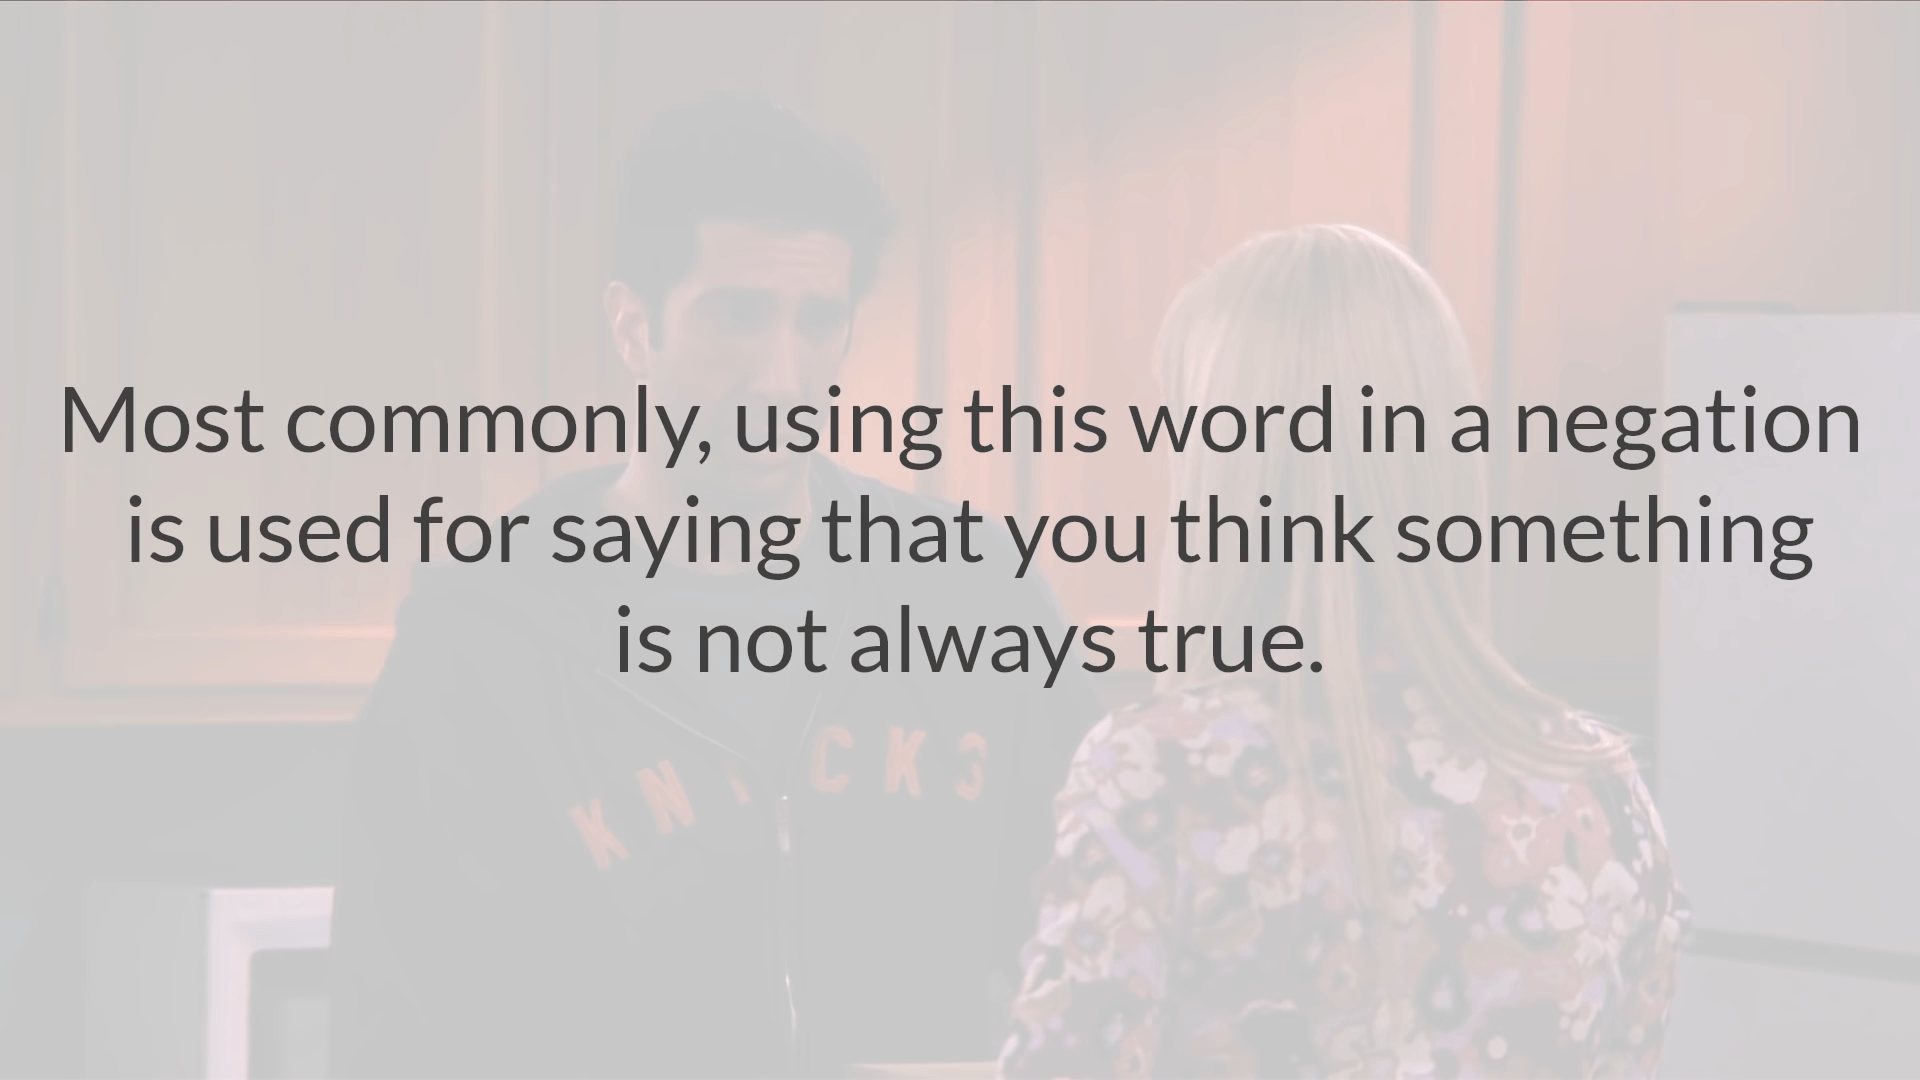 Most commonly, using this word in a negation
is used for saying that you think something
is not always true.
KNICKS